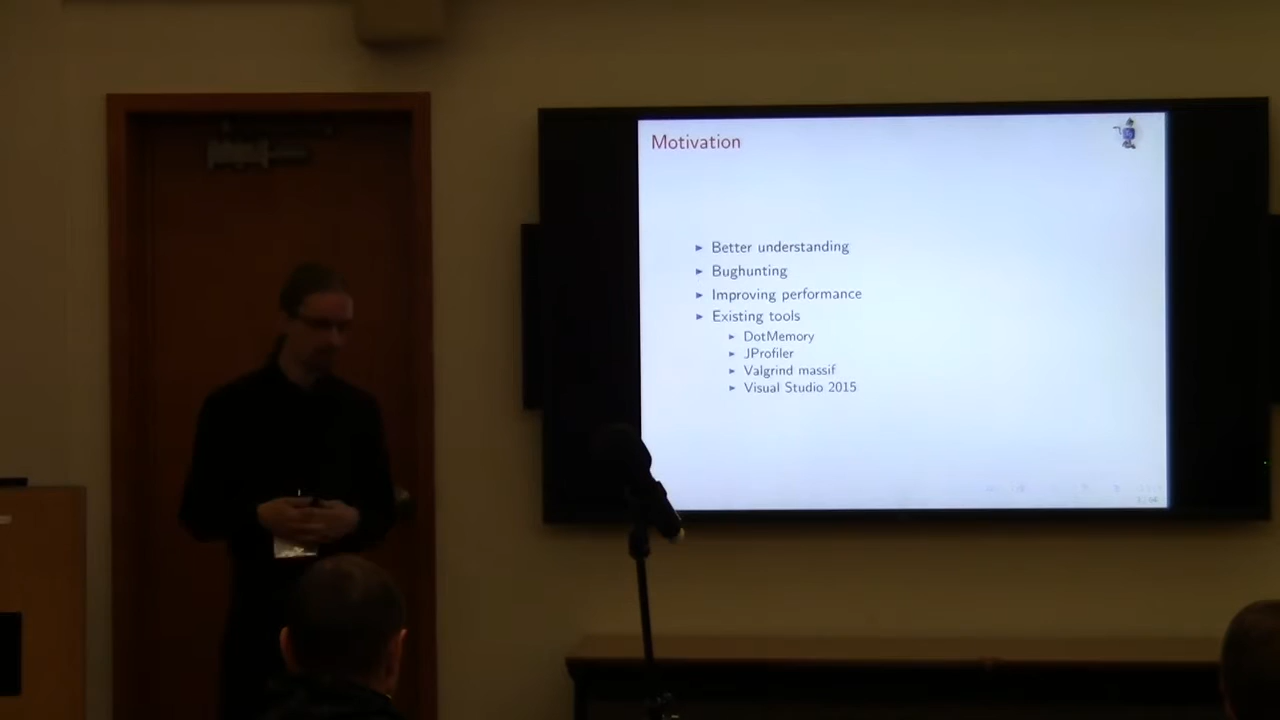 Motivation
Better understanding
Bughunting
Improving performance
Existing tools
DotMemory
JProfiler
Valgrind massif
Visual Studio 2015